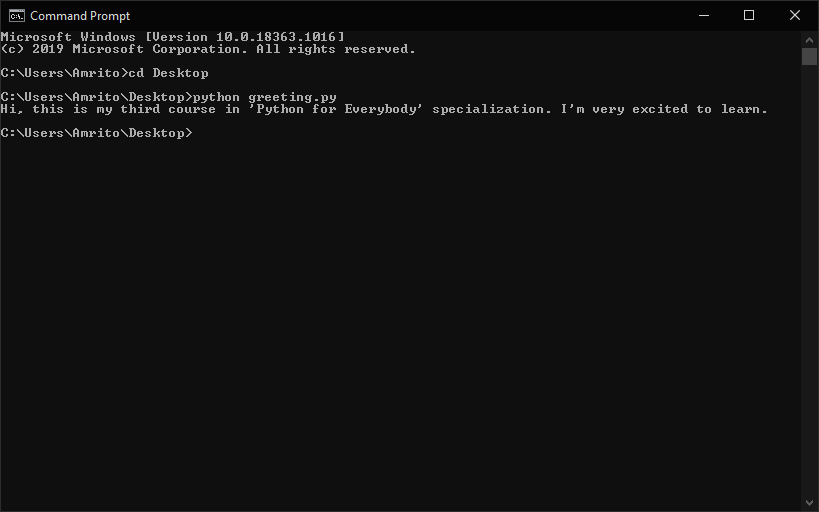 Command Prompt
Microsoft Windows [Version 10.0.18363.1016]
(c) 2019 Microsoft Corporation. All rights reserved.
C:\Users\Amrito>cd Desktop
C:\Users\Amrito\Desktop>python greeting.py
Hi, this is my third course in 'Python for Everybody' specialization. I'm very excited to learn.
C:\Users\Amrito\Desktop>